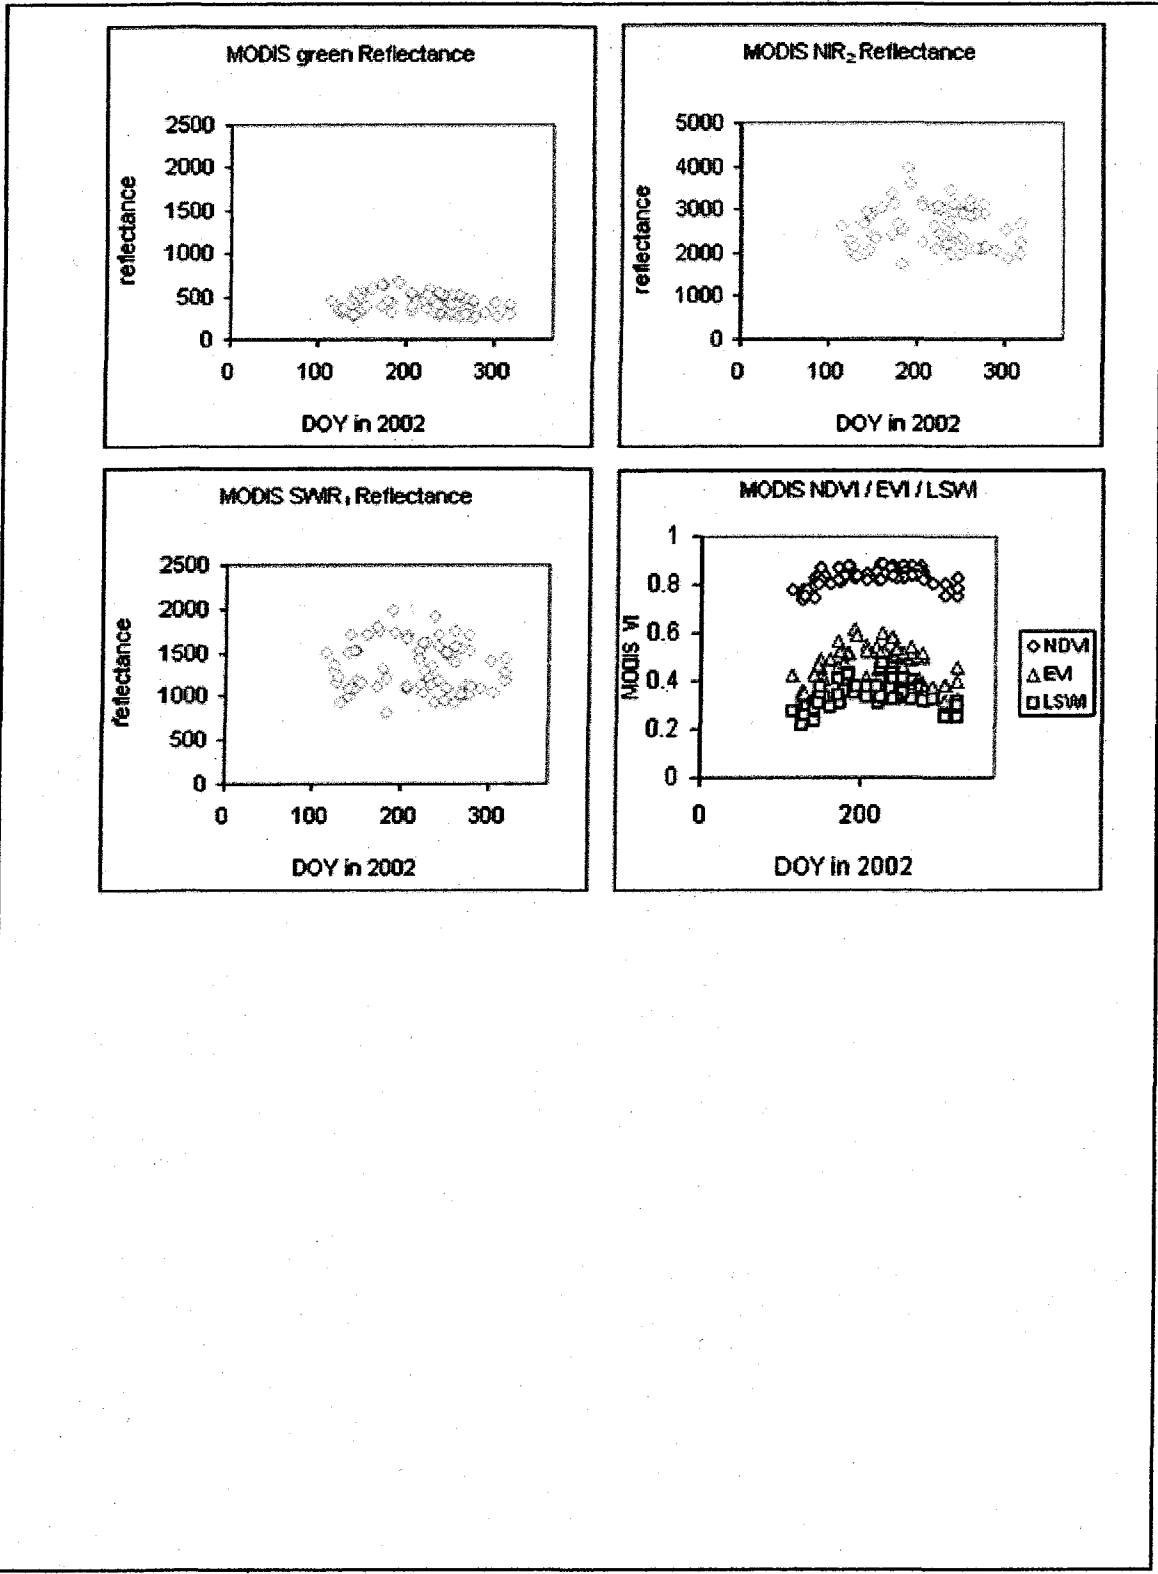 MODIS green Reflectance
2500
2000
1500
1000
500
0
reflectance
0 100 200 300
DOY in 2002
MODIS NIR₂ Reflectance
5000
4000
3000
2000
1000
0
reflectance
0 100 200 300
DOY in 2002
MODIS SWIR₁ Reflectance
2500
2000
1500
1000
500
0
reflectance
0 100 200 300
DOY in 2002
MODIS NDVI / EVI / LSWI
1
0.8
0.6
0.4
0.2
0
MODIS VI
0 200
DOY in 2002
NDVI
EVI
LSWI